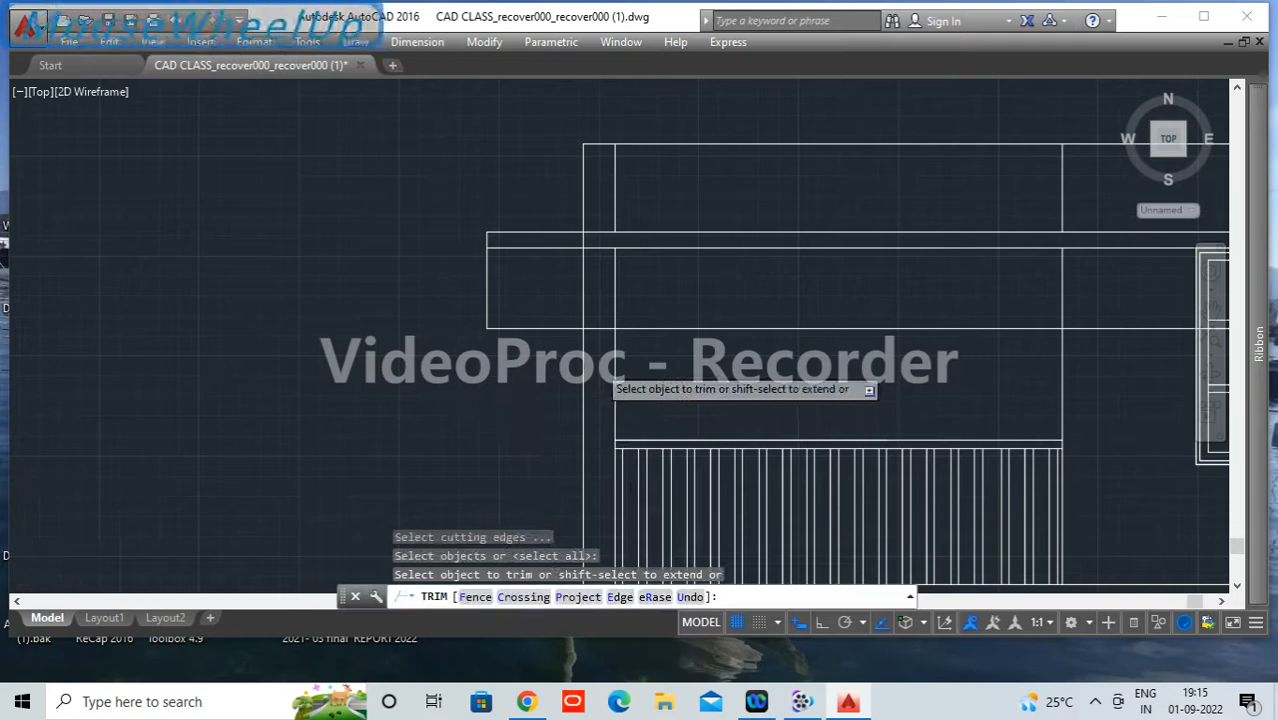 MouseWheelUp
Autodesk AutoCAD 2016 CAD CLASS_recover000_recover000 (1).dwg
Type a keyword or phrase
Sign In
File Edit View Insert Format Tools Draw Dimension Modify Parametric Window Help Express
Start
CAD CLASS_recover000_recover000 (1)*
[−][Top][2D Wireframe]
N
W TOP E
S
Unnamed
Ribbon
VideoProc - Recorder
Select object to trim or shift-select to extend or
Select cutting edges ...
Select objects or <select all>:
Select object to trim or shift-select to extend or
TRIM [Fence Crossing Project Edge eRase Undo]:
Model Layout1 Layout2
MODEL 1:1
(1).bak ReCap 2016 Toolbox 4.9 2021- 03 final REPORT 2022
Type here to search
25°C
ENG
IN
19:15
01-09-2022
1